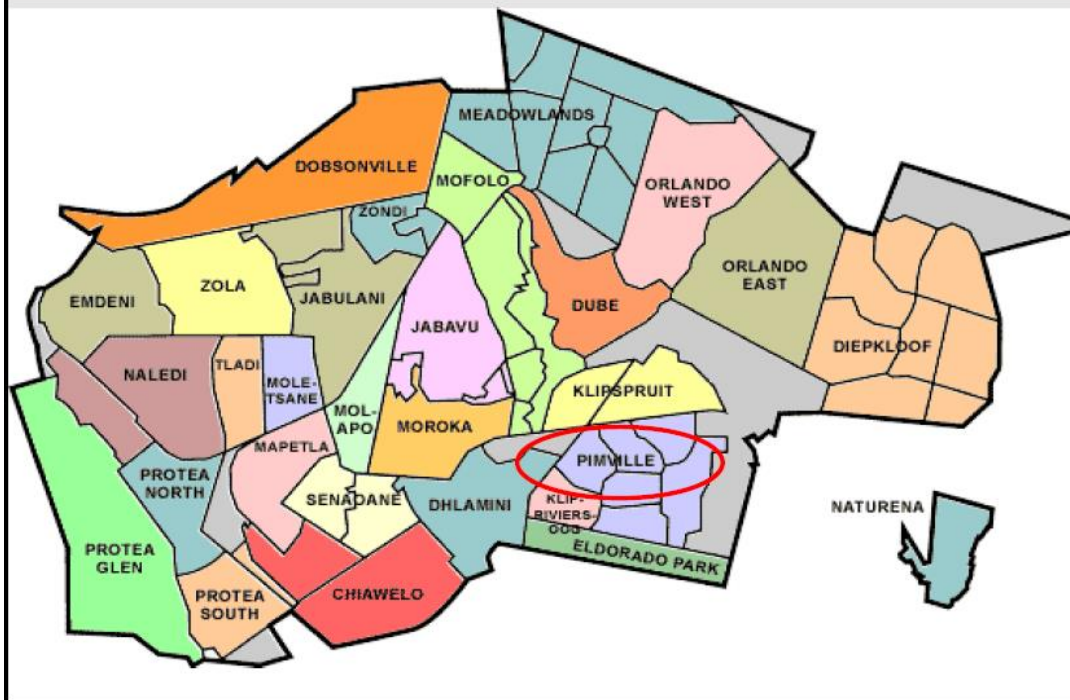 MEADOWLANDS
DOBSONVILLE
MOFOLO
ORLANDO
WEST
ZONDI
ZOLA
ORLANDO
EAST
EMDENI
JABULANI
DUBE
JABAVU
DIEPKLOOF
NALEDI
TLADI
MOLE-
TSANE
KLIPSPRUIT
MOL-
APO
MOROKA
MAPETLA
PIMVILLE
PROTEA
NORTH
SENAOANE
DHLAMINI
KLIP-
RIVIERS-
OOG
NATURENA
ELDORADO PARK
PROTEA
GLEN
CHIAWELO
PROTEA
SOUTH